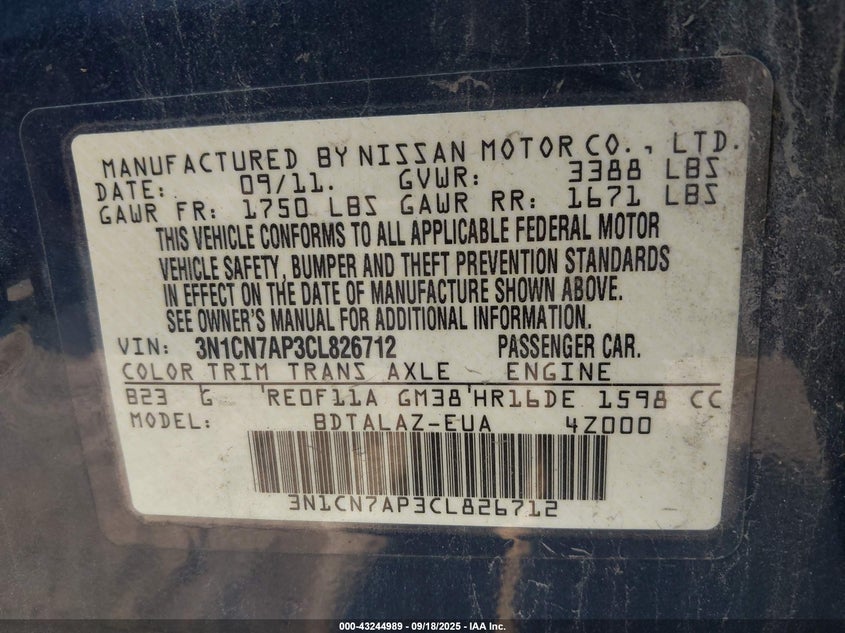 MANUFACTURED BY NISSAN MOTOR CO., LTD.
DATE: 09/11. GVWR: 3388 LBS
GAWR FR: 1750 LBS GAWR RR: 1671 LBS
THIS VEHICLE CONFORMS TO ALL APPLICABLE FEDERAL MOTOR
VEHICLE SAFETY, BUMPER AND THEFT PREVENTION STANDARDS
IN EFFECT ON THE DATE OF MANUFACTURE SHOWN ABOVE.
SEE OWNER'S MANUAL FOR ADDITIONAL INFORMATION.
VIN: 3N1CN7AP3CL826712 PASSENGER CAR.
COLOR TRIM TRANS AXLE ENGINE
B23 G RE0F11A GM38 HR16DE 1598 CC
MODEL: BDTALAZ-EUA 4Z000
3N1CN7AP3CL826712
000-43244989 - 09/18/2025 - IAA Inc.